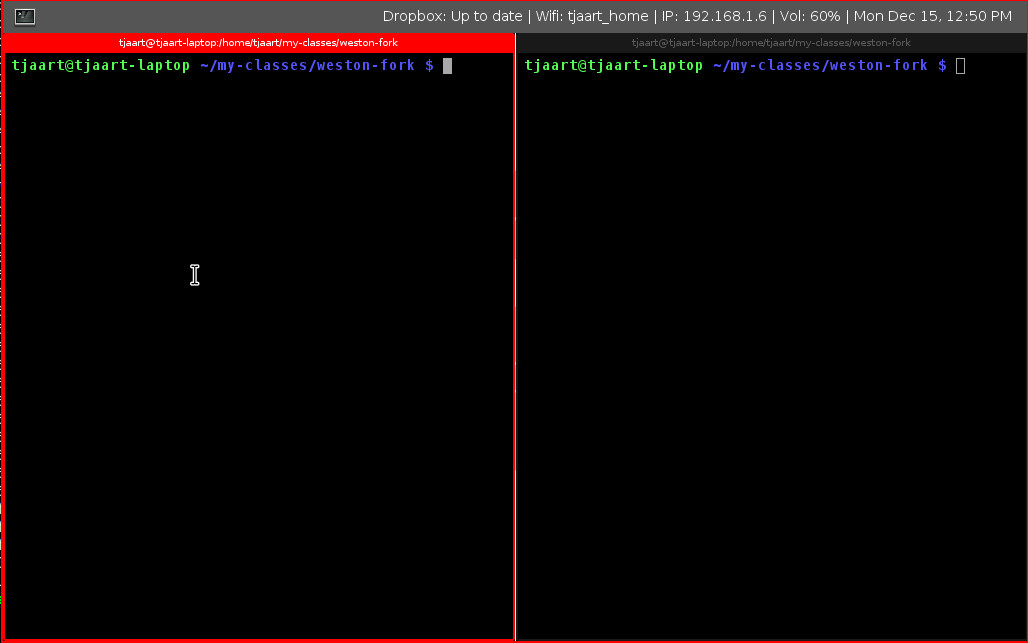 Dropbox: Up to date | Wifi: tjaart_home | IP: 192.168.1.6 | Vol: 60% | Mon Dec 15, 12:50 PM
tjaart@tjaart-laptop:/home/tjaart/my-classes/weston-fork
tjaart@tjaart-laptop ~/my-classes/weston-fork $
tjaart@tjaart-laptop:/home/tjaart/my-classes/weston-fork
tjaart@tjaart-laptop ~/my-classes/weston-fork $